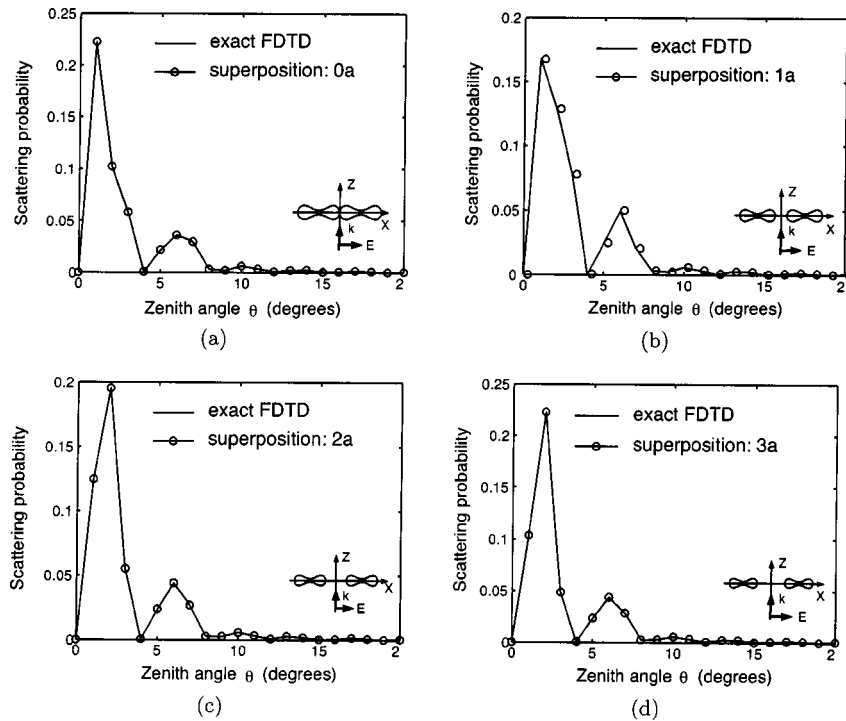 0.25
0.2
0.15
0.1
0.05
0
0
5
10
15
2
exact FDTD
superposition: 0a
Z
X
k
E
Scattering probability
Zenith angle θ (degrees)
(a)
0.2
0.15
0.1
0.05
0
0
5
10
15
2
exact FDTD
superposition: 1a
Z
X
k
E
Scattering probability
Zenith angle θ (degrees)
(b)
0.2
0.15
0.1
0.05
0
0
5
10
15
2
exact FDTD
superposition: 2a
Z
X
k
E
Scattering probability
Zenith angle θ (degrees)
(c)
0.25
0.2
0.15
0.1
0.05
0
0
5
10
15
2
exact FDTD
superposition: 3a
Z
X
k
E
Scattering probability
Zenith angle θ (degrees)
(d)